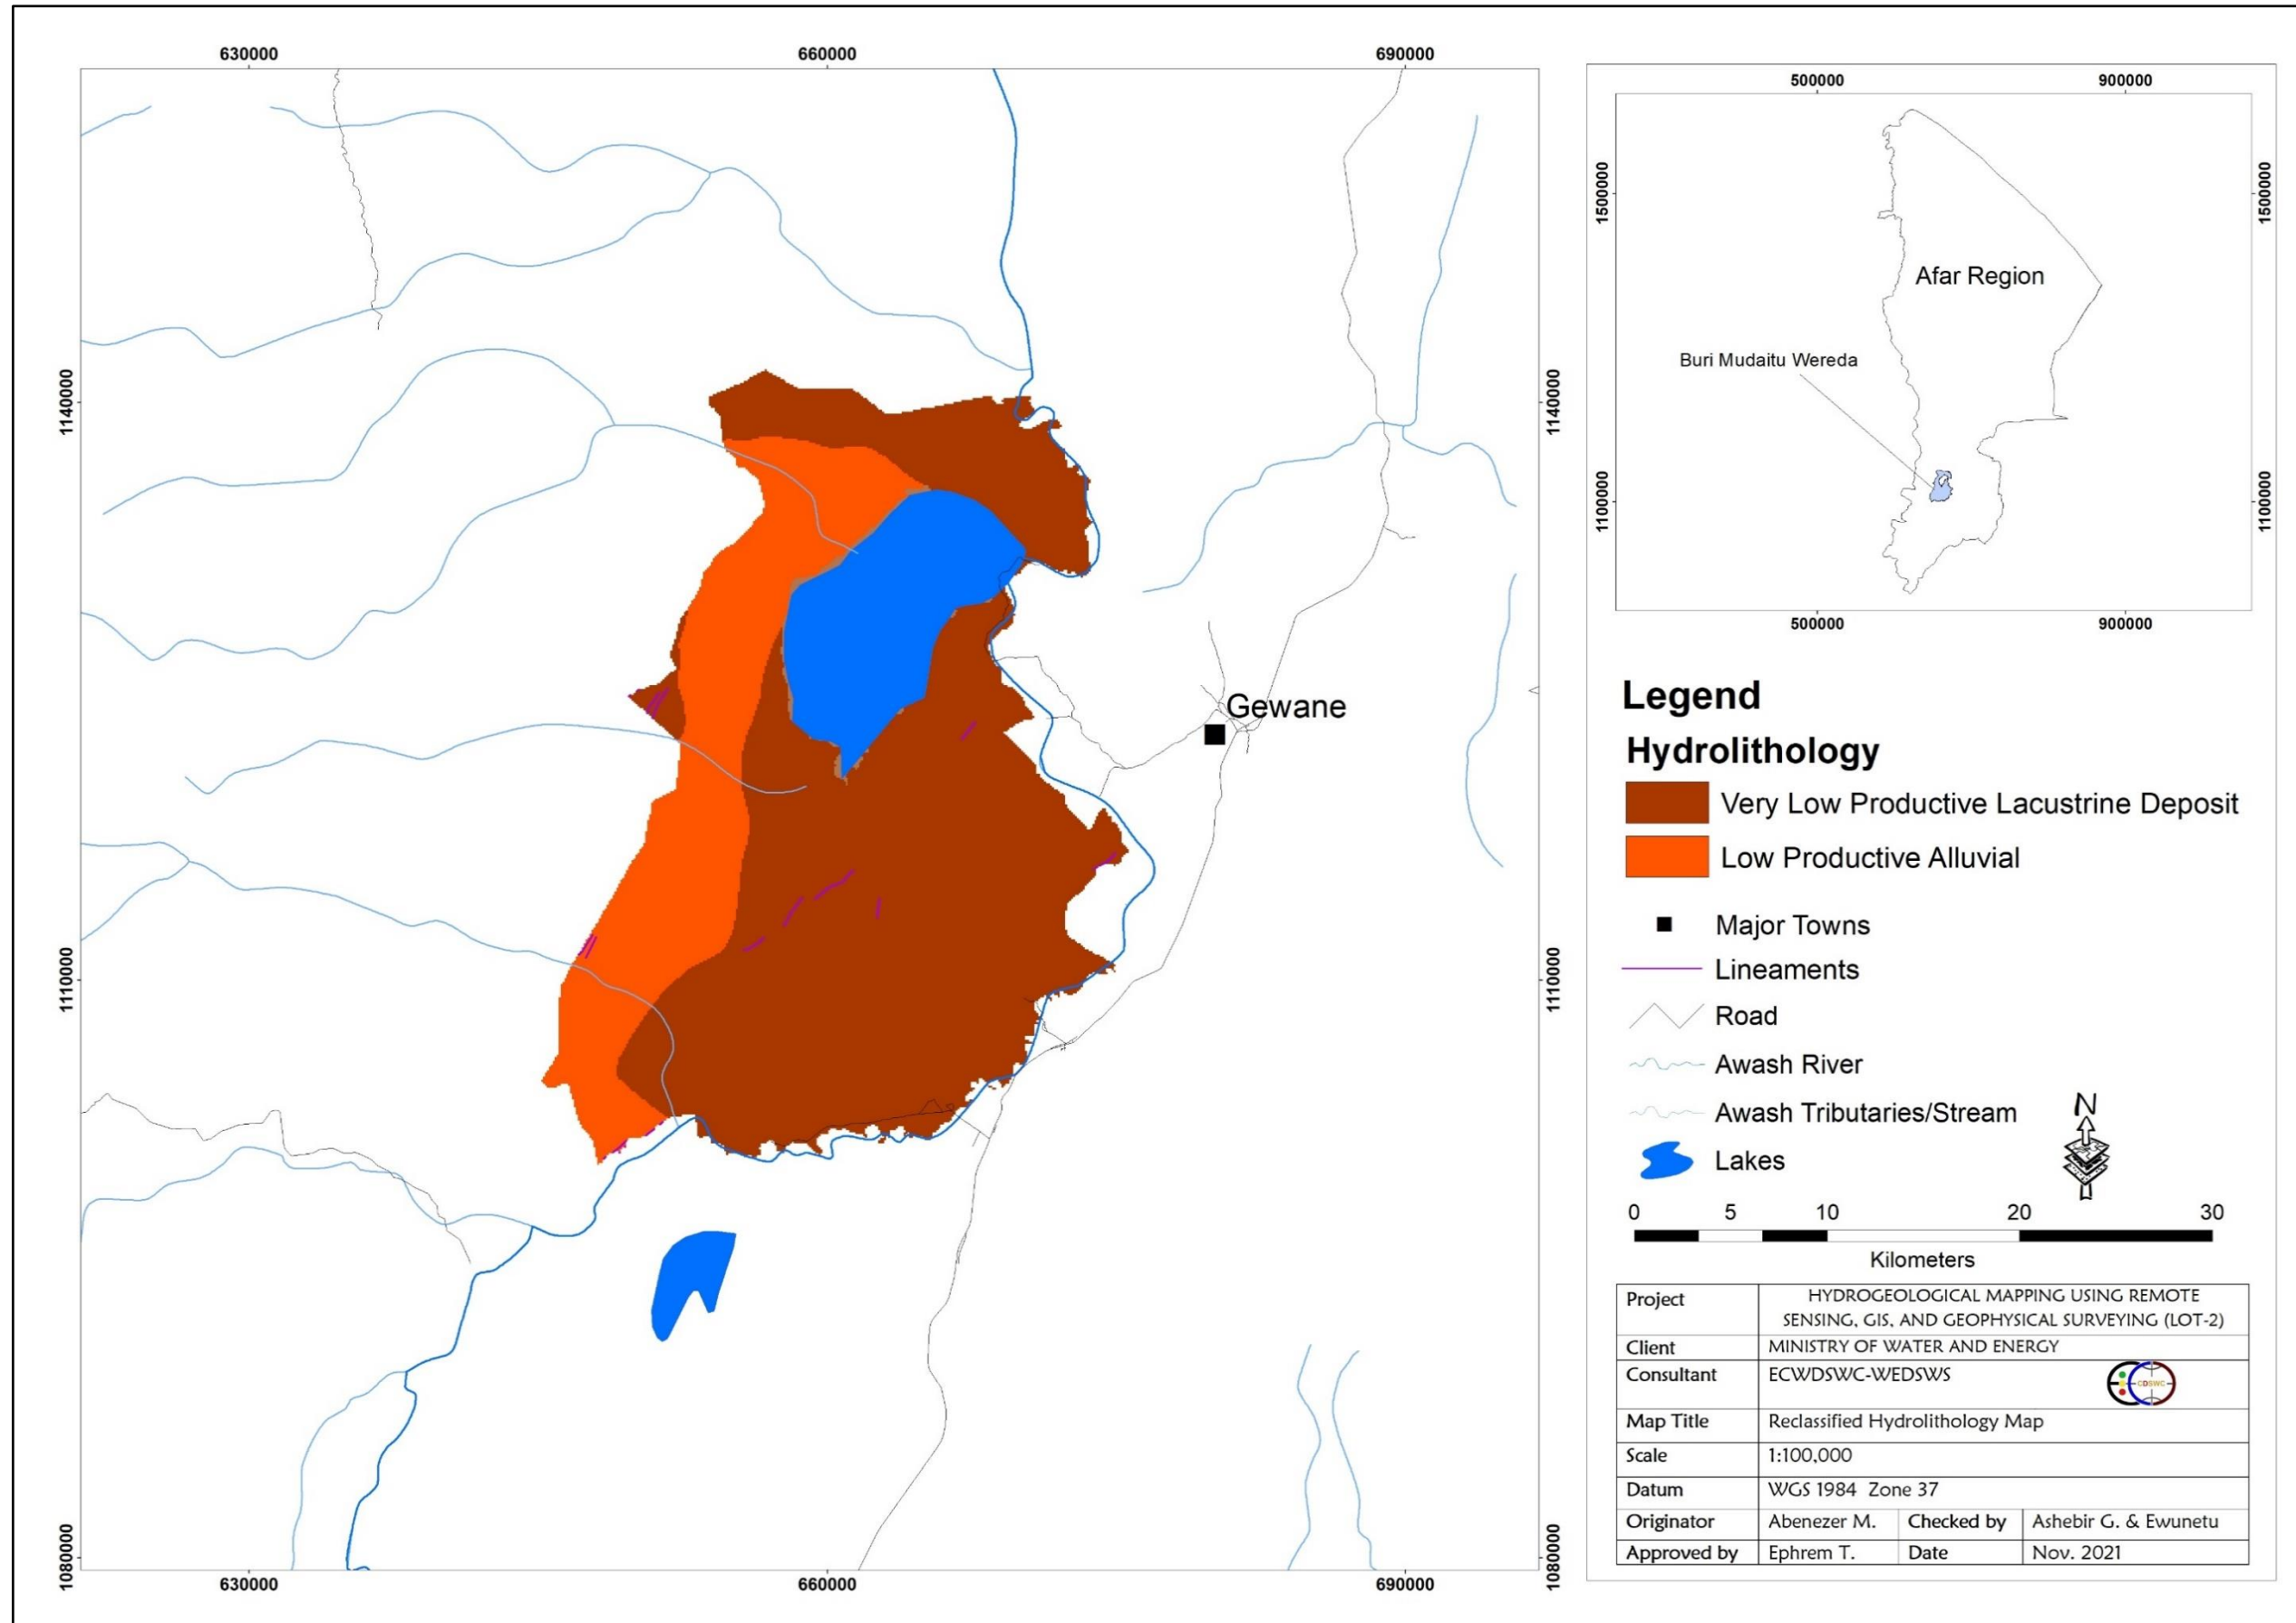 630000
660000
690000
1140000
1140000
Gewane
1110000
1110000
1080000
1080000
630000
660000
690000
500000
900000
1500000
1500000
Afar Region
Buri Mudaitu Wereda
1100000
1100000
500000
900000
Legend
Hydrolithology
Very Low Productive Lacustrine Deposit
Low Productive Alluvial
Major Towns
Lineaments
Road
Awash River
Awash Tributaries/Stream
Lakes
N
0 5 10 20 30
Kilometers
Project HYDROGEOLOGICAL MAPPING USING REMOTE
SENSING, GIS, AND GEOPHYSICAL SURVEYING (LOT-2)
Client MINISTRY OF WATER AND ENERGY
Consultant ECWDSWC-WEDSWS
CDSWC
Map Title Reclassified Hydrolithology Map
Scale 1:100,000
Datum WGS 1984 Zone 37
Originator Abenezer M. Checked by Ashebir G. & Ewunetu
Approved by Ephrem T. Date Nov. 2021